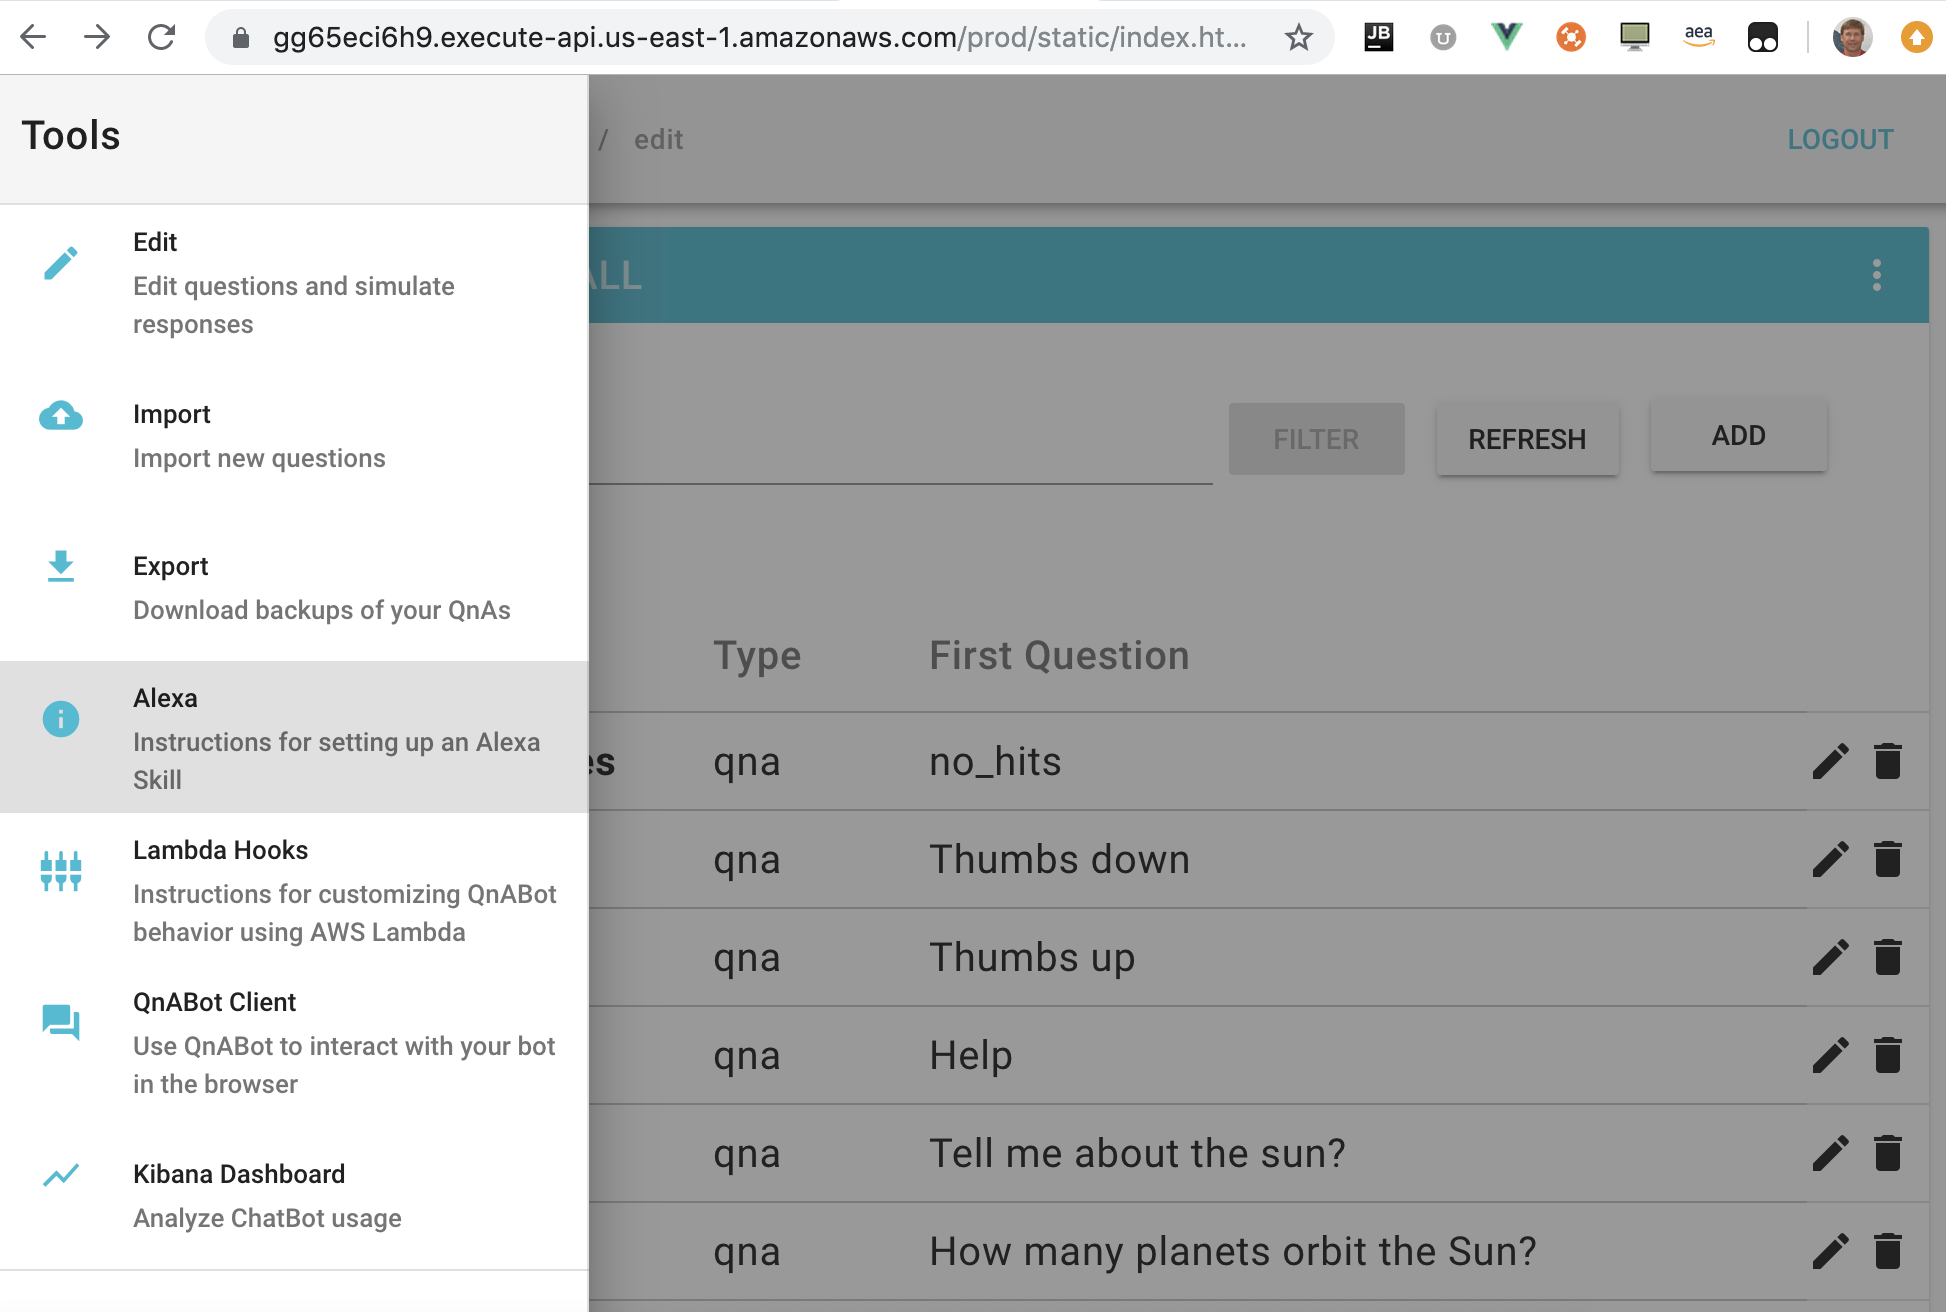 gg65eci6h9.execute-api.us-east-1.amazonaws.com/prod/static/index.ht...
JB
U
aea
Tools
/ edit
LOGOUT
Edit
Edit questions and simulate
responses
ALL
Import
Import new questions
FILTER
REFRESH
ADD
Export
Download backups of your QnAs
Type
First Question
Alexa
Instructions for setting up an Alexa
Skill
es
qna
no_hits
Lambda Hooks
Instructions for customizing QnABot
behavior using AWS Lambda
qna
Thumbs down
qna
Thumbs up
QnABot Client
Use QnABot to interact with your bot
in the browser
qna
Help
Kibana Dashboard
Analyze ChatBot usage
qna
Tell me about the sun?
qna
How many planets orbit the Sun?